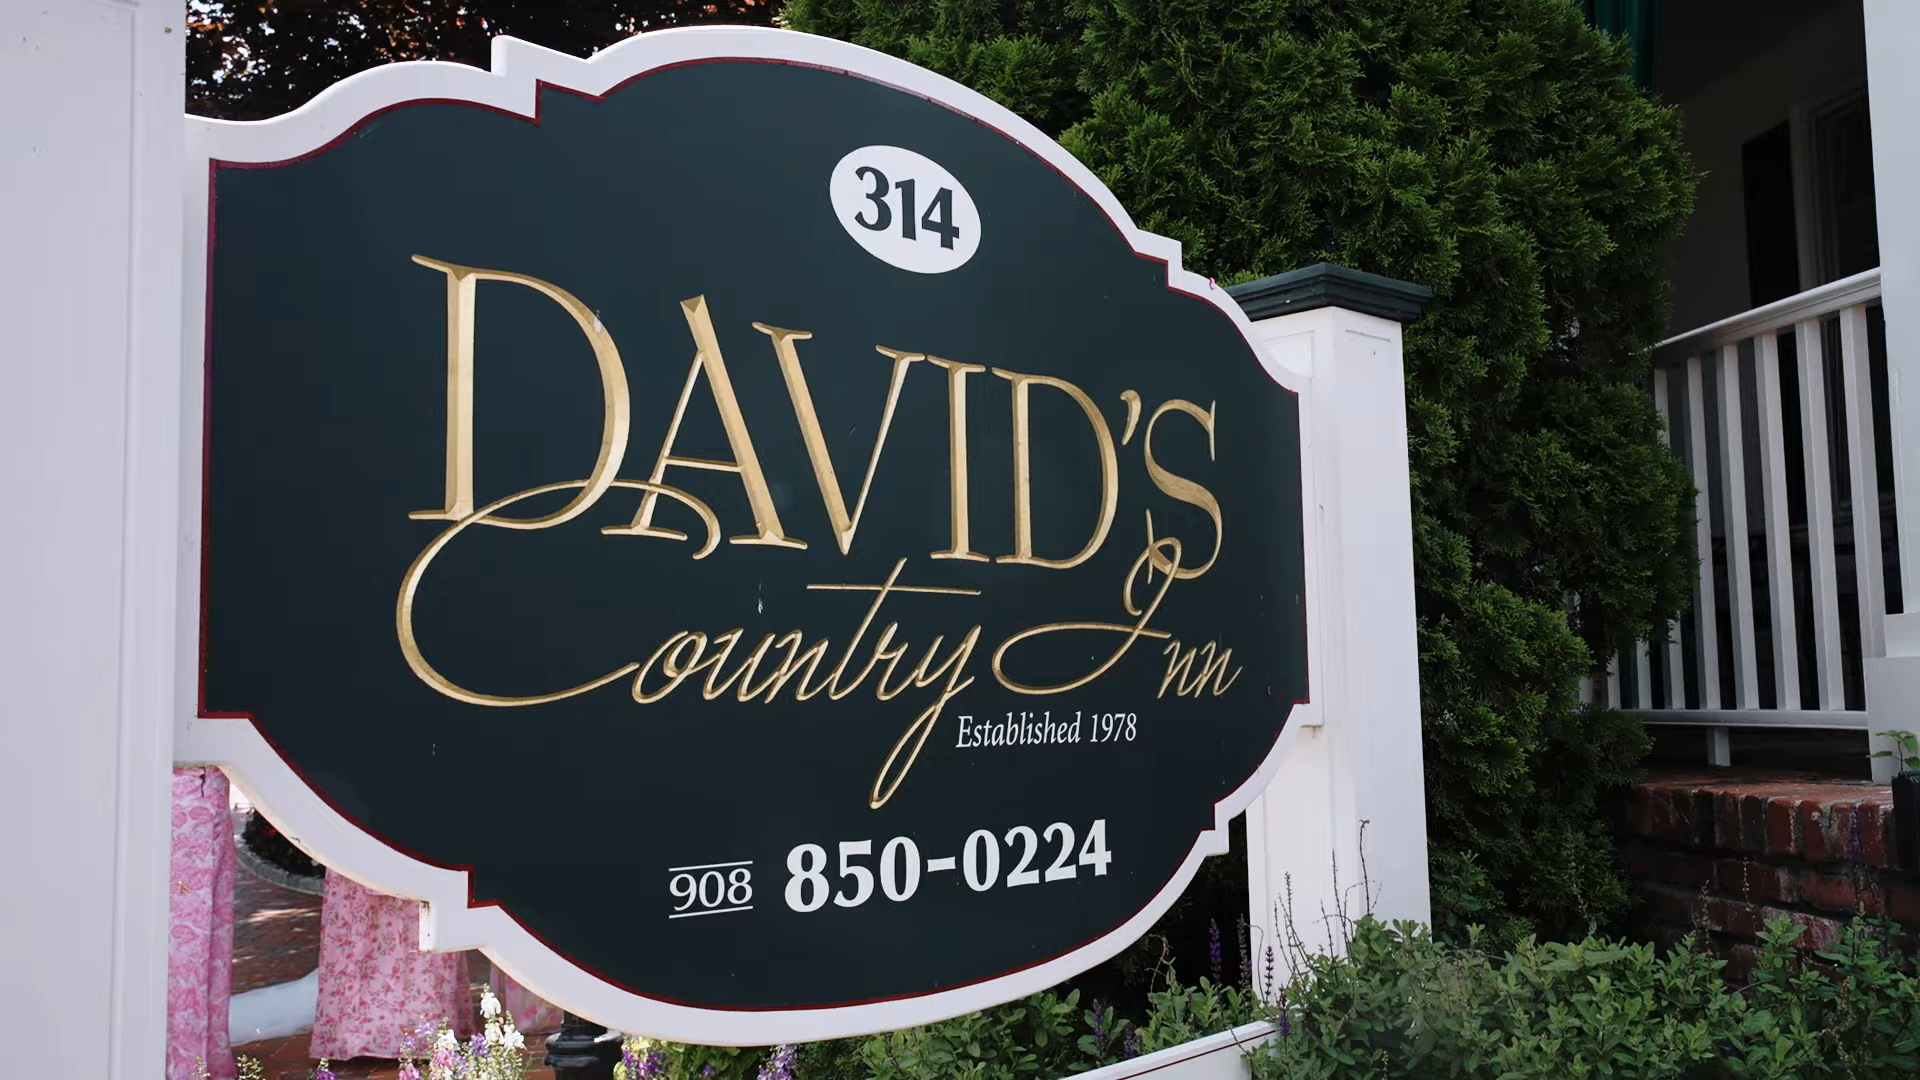 314
DAVID'S
Country Inn
Established 1978
908 850-0224